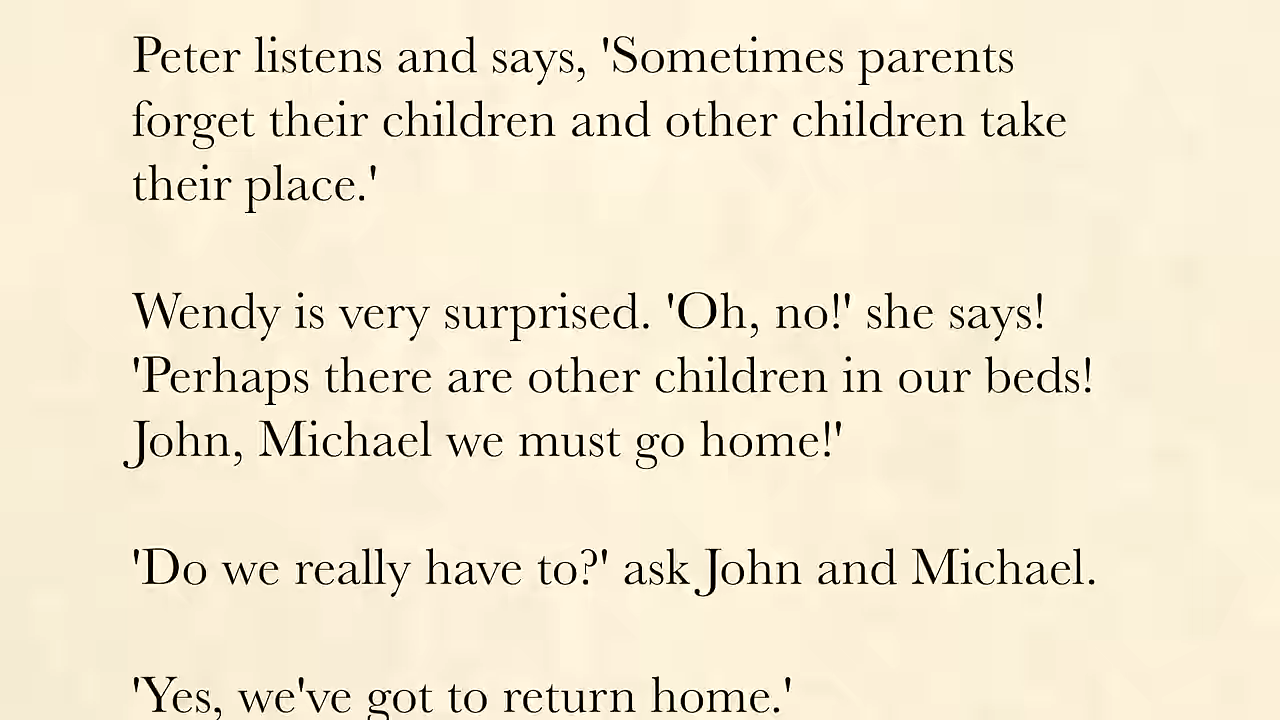 Peter listens and says, 'Sometimes parents
forget their children and other children take
their place.'
Wendy is very surprised. 'Oh, no!' she says!
'Perhaps there are other children in our beds!
John, Michael we must go home!'
'Do we really have to?' ask John and Michael.
'Yes, we've got to return home.'